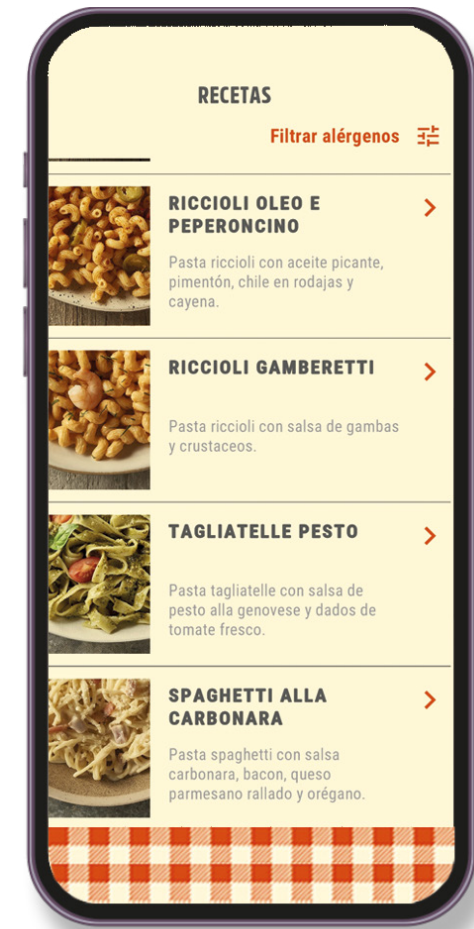 RECETAS
Filtrar alérgenos
RICCIOLI OLEO E
PEPERONCINO
Pasta riccioli con aceite picante,
pimentón, chile en rodajas y
cayena.
RICCIOLI GAMBERETTI
Pasta riccioli con salsa de gambas
y crustaceos.
TAGLIATELLE PESTO
Pasta tagliatelle con salsa de
pesto alla genovese y dados de
tomate fresco.
SPAGHETTI ALLA
CARBONARA
Pasta spaghetti con salsa
carbonara, bacon, queso
parmesano rallado y orégano.